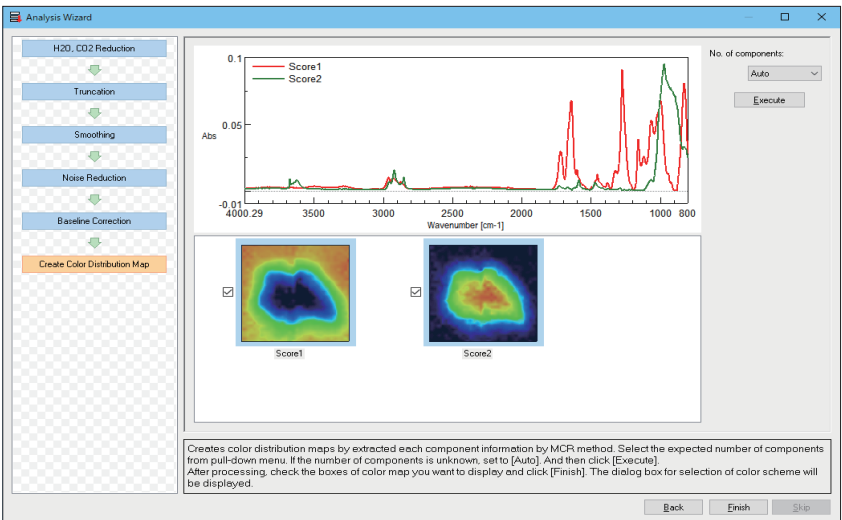 Analysis Wizard
H2O, CO2 Reduction
Truncation
Smoothing
Noise Reduction
Baseline Correction
Create Color Distribution Map
0.1
Score1
Score2
0.05
Abs
-0.01
4000.29 3500 3000 2500 2000 1500 1000 800
Wavenumber [cm-1]
Score1
Score2
No. of components:
Auto
Execute
Creates color distribution maps by extracted each component information by MCR method. Select the expected number of components
from pull-down menu. If the number of components is unknown, set to [Auto]. And then click [Execute].
After processing, check the boxes of color map you want to display and click [Finish]. The dialog box for selection of color scheme will
be displayed.
Back Finish Skip